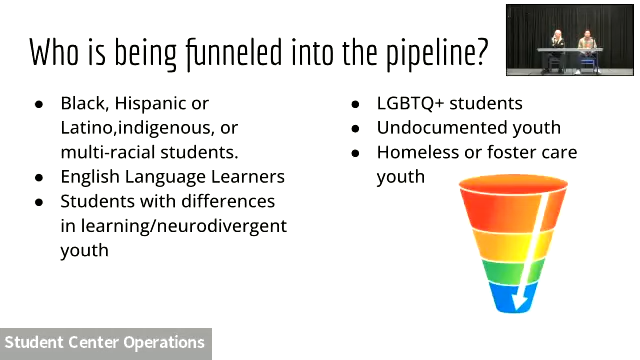 Who is being funneled into the pipeline?
● Black, Hispanic or
Latino,indigenous, or
multi-racial students.
● English Language Learners
● Students with differences
in learning/neurodivergent
youth
● LGBTQ+ students
● Undocumented youth
● Homeless or foster care
youth
Student Center Operations